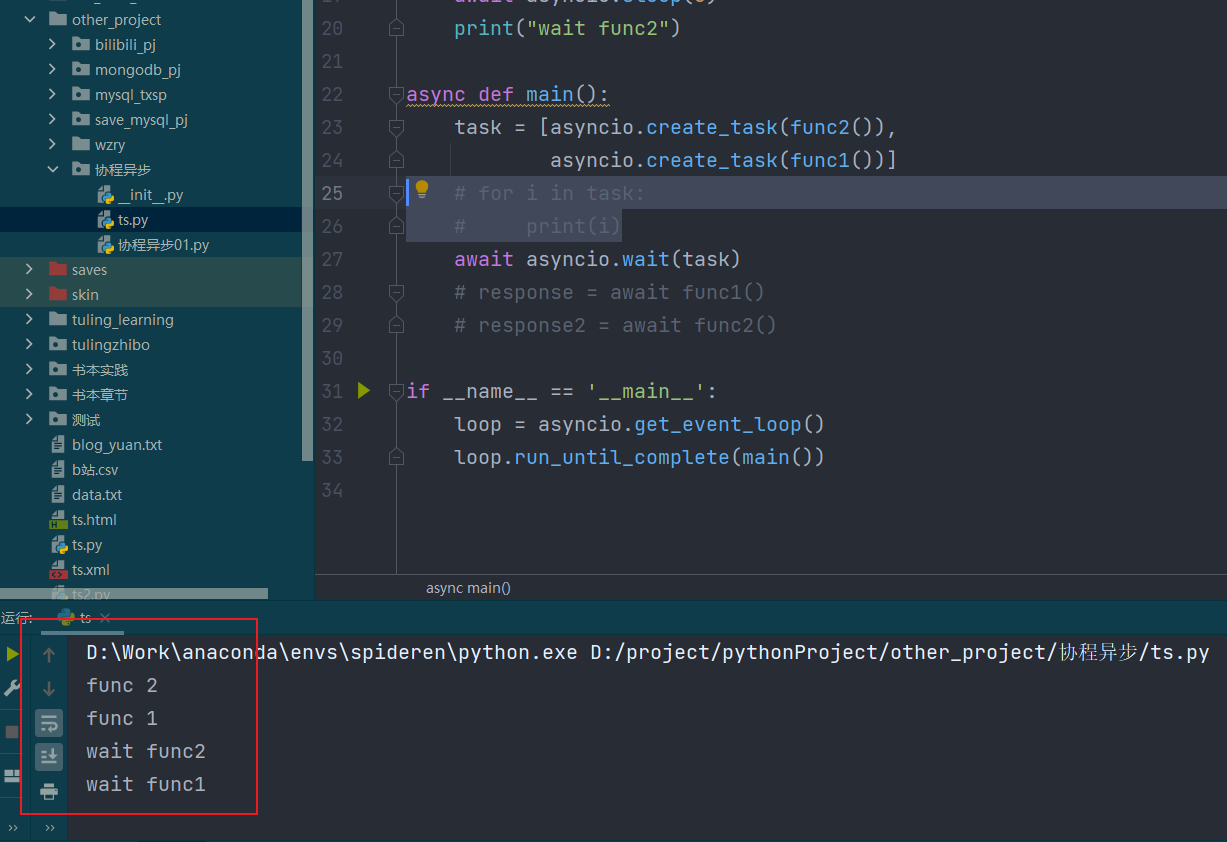 other_project
bilibili_pj
mongodb_pj
mysql_txsp
save_mysql_pj
wzry
协程异步
__init__.py
ts.py
协程异步01.py
saves
skin
tuling_learning
tulingzhibo
书本实践
书本章节
测试
blog_yuan.txt
b站.csv
data.txt
ts.html
ts.py
ts.xml
ts2.py
20 print("wait func2")
21
22 async def main():
23 task = [asyncio.create_task(func2()),
24 asyncio.create_task(func1())]
25 # for i in task:
26 #     print(i)
27 await asyncio.wait(task)
28 # response = await func1()
29 # response2 = await func2()
30
31 if __name__ == '__main__':
32 loop = asyncio.get_event_loop()
33 loop.run_until_complete(main())
34
async main()
运行: ts
D:\Work\anaconda\envs\spideren\python.exe D:/project/pythonProject/other_project/协程异步/ts.py
func 2
func 1
wait func2
wait func1